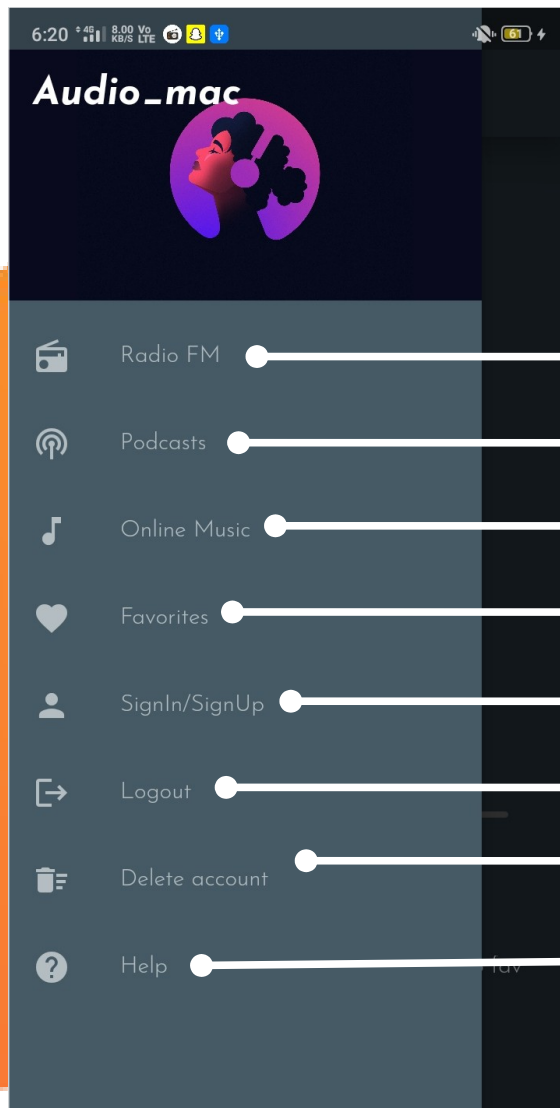 6:20 4G 8.00 KB/S Vo LTE 61
Audio_mac
Radio FM
Podcasts
Online Music
Favorites
SignIn/SignUp
Logout
Delete account
Help
fav